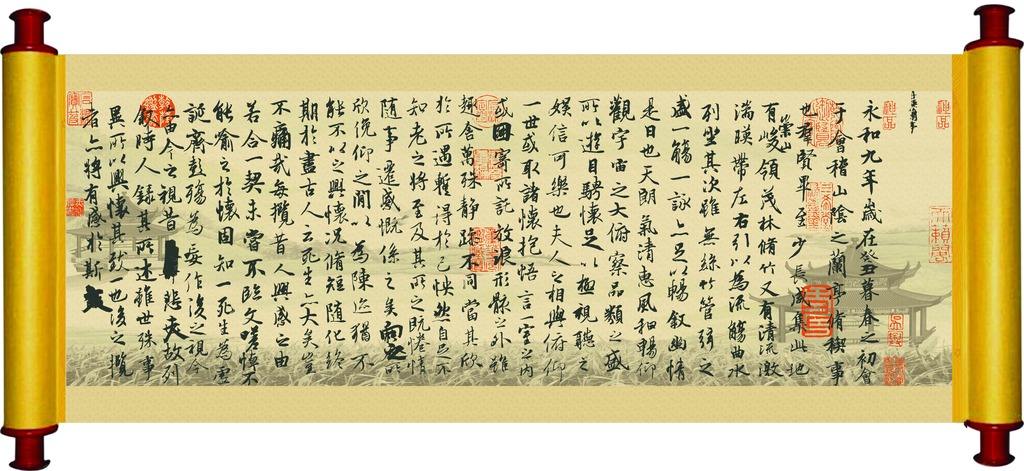 永和九年歲在癸丑暮春之初會
于會稽山陰之蘭亭脩禊事
也羣賢畢至少長咸集此地
有崇山峻領茂林脩竹又有清流激
湍暎帶左右引以為流觴曲水
列坐其次雖無絲竹管弦之
盛一觴一詠亦足以暢敘幽情
是日也天朗氣清惠風和暢仰
觀宇宙之大俯察品類之盛
所以遊目騁懷足以極視聽之
娛信可樂也夫人之相與俯仰
一世或取諸懷抱悟言一室之內
或因寄所託放浪形骸之外雖
趣舍萬殊靜躁不同當其欣
於所遇蹔得於己怏然自足不
知老之將至及其所之既惓情
隨事遷感慨係之矣向之所
欣俛仰之閒以為陳迹猶不
能不以之興懷況脩短隨化終
期於盡古人云死生亦大矣豈
不痛哉每攬昔人興感之由
若合一契未嘗不臨文嗟悼不
能喻之於懷固知一死生為虛
誕齊彭殤為妄作後之視今
亦由今之視昔悲夫故列
敘時人錄其所述雖世殊事
異所以興懷其致一也後之攬
者亦將有感於斯文